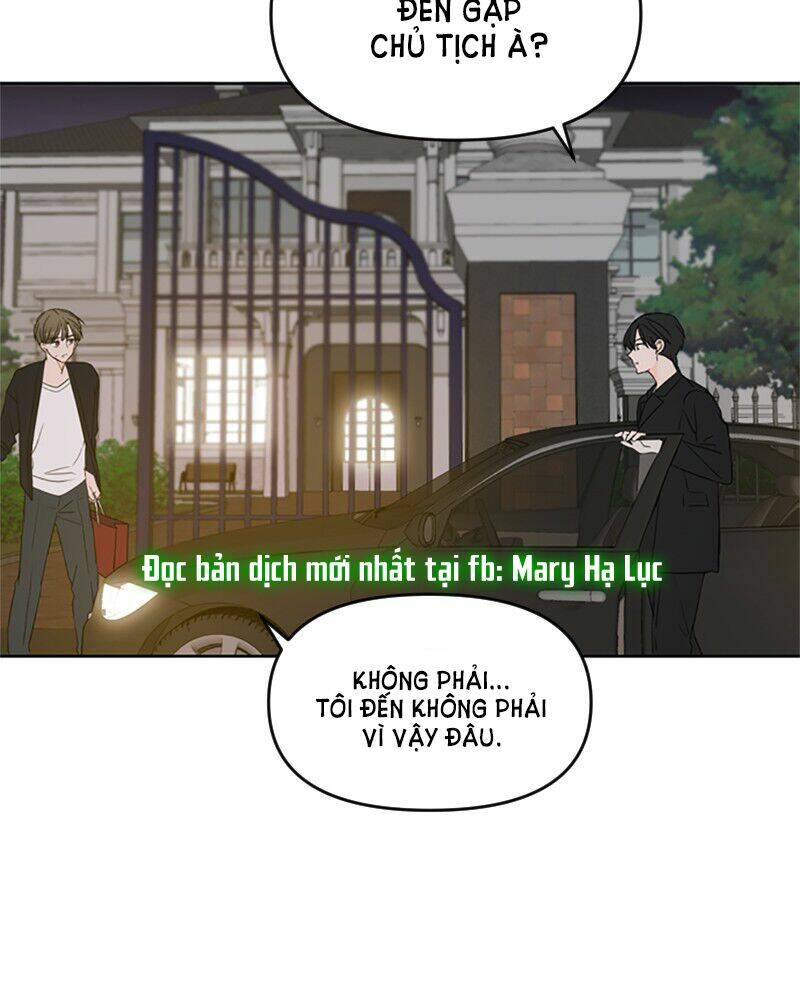 ĐẾN GẶP
CHỦ TỊCH À?
Đọc bản dịch mới nhất tại fb: Mary Hạ Lục
KHÔNG PHẢI...
TÔI ĐẾN KHÔNG PHẢI
VÌ VẬY ĐÂU.